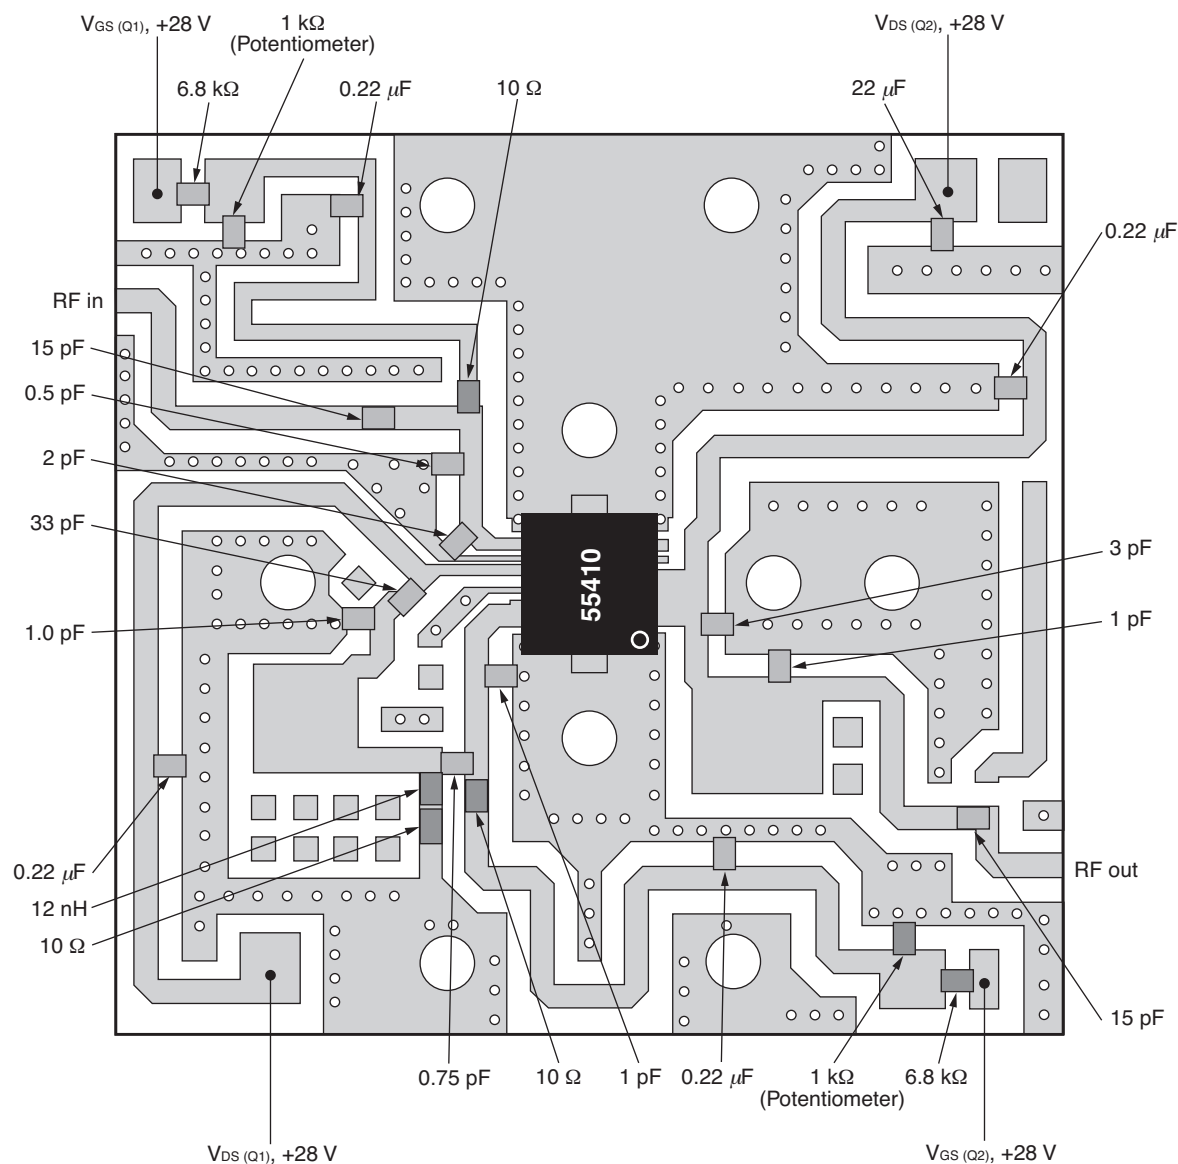 VGS (Q1), +28 V
1 kΩ
(Potentiometer)
VDS (Q2), +28 V
6.8 kΩ
0.22 μF
10 Ω
22 μF
0.22 μF
RF in
15 pF
0.5 pF
2 pF
33 pF
1.0 pF
55410
3 pF
1 pF
0.22 μF
12 nH
10 Ω
RF out
15 pF
0.75 pF
10 Ω
1 pF
0.22 μF
1 kΩ
(Potentiometer)
6.8 kΩ
VDS (Q1), +28 V
VGS (Q2), +28 V